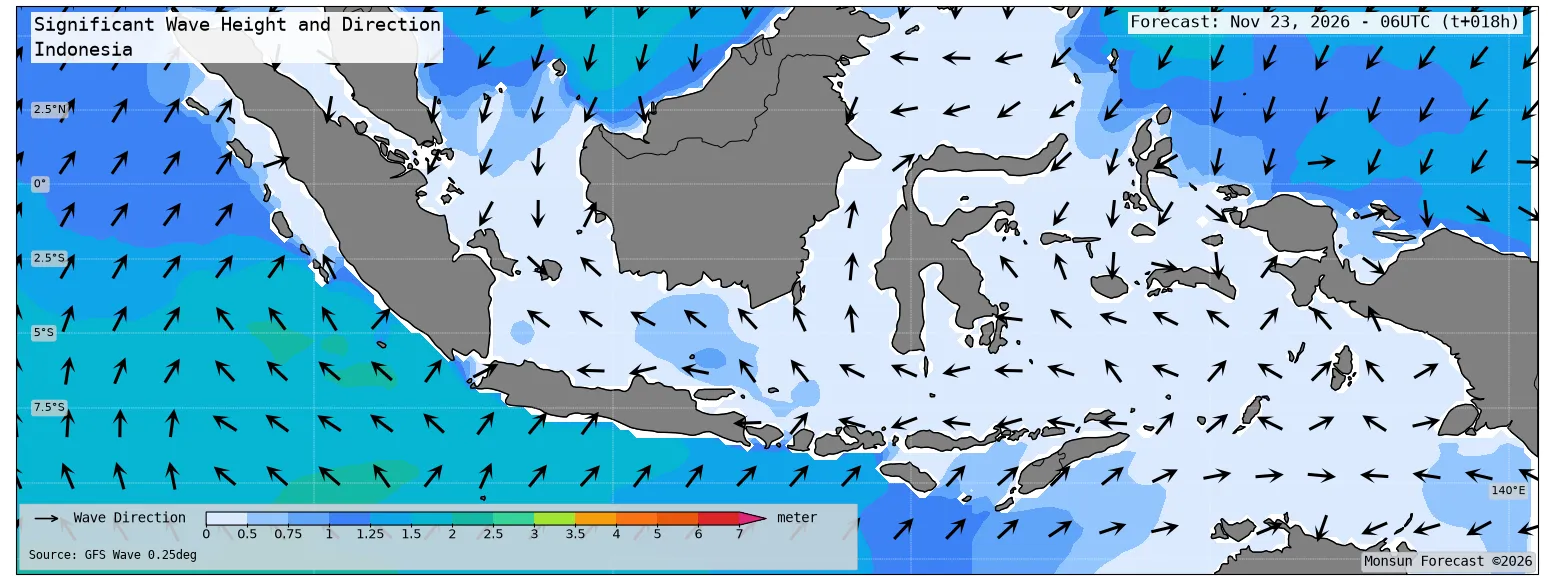 Significant Wave Height and Direction
Indonesia
Forecast: Nov 23, 2026 - 06UTC (t+018h)
2.5°N
0°
2.5°S
5°S
7.5°S
140°E
Wave Direction
meter
0 0.5 0.75 1 1.25 1.5 2 2.5 3 3.5 4 5 6 7
Source: GFS Wave 0.25deg
Monsun Forecast ©2026